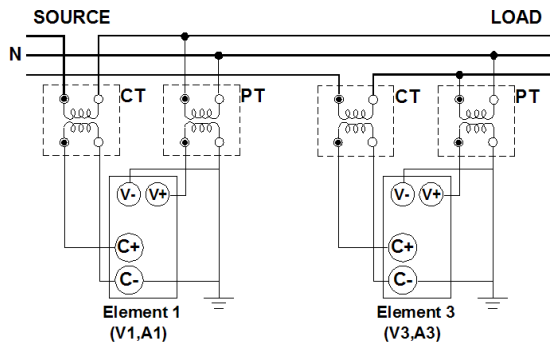 SOURCE LOAD
N
CT PT CT PT
V- V+ V- V+
C+ C+
C- C-
Element 1 Element 3
(V1,A1) (V3,A3)